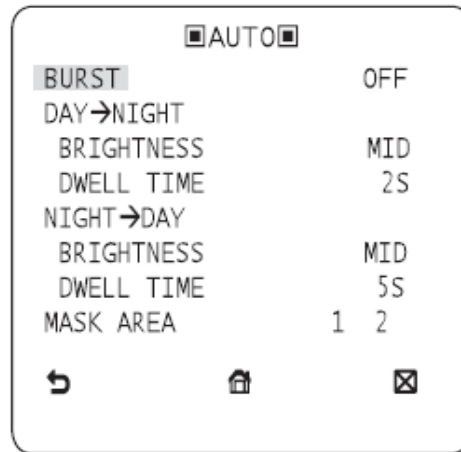 ▣AUTO▣
BURST OFF
DAY→NIGHT
BRIGHTNESS MID
DWELL TIME 2S
NIGHT→DAY
BRIGHTNESS MID
DWELL TIME 5S
MASK AREA 1 2